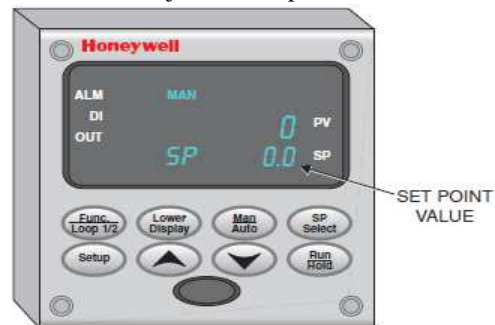 Honeywell
ALM MAN
DI
OUT
0 PV
SP 0.0 SP
SET POINT
VALUE
Func.
Loop 1/2
Lower
Display
Man
Auto
SP
Select
Setup
Run
Hold